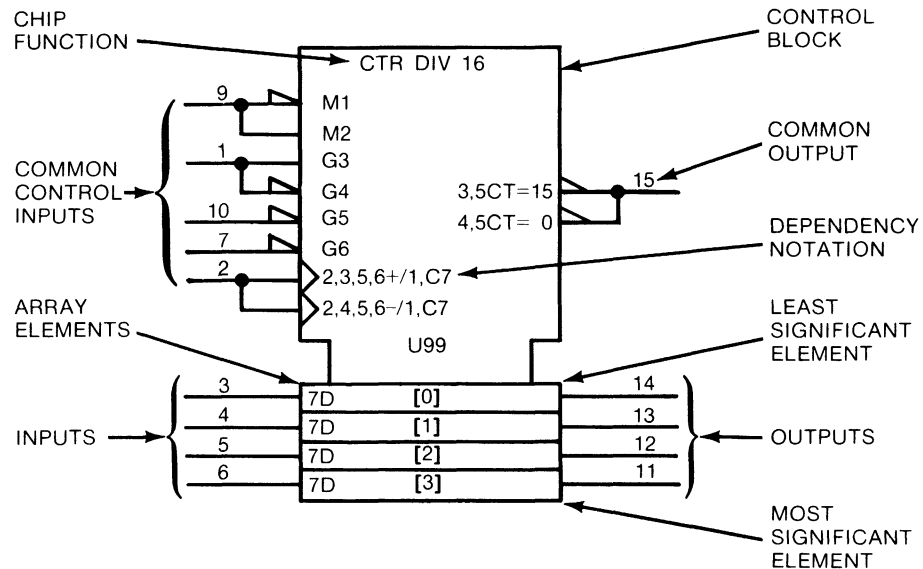 CHIP
FUNCTION
CTR DIV 16
CONTROL
BLOCK
9
M1
M2
1
G3
G4
10
G5
7
G6
2
2,3,5,6+/1,C7
2,4,5,6−/1,C7
COMMON
CONTROL
INPUTS
3,5CT=15
4,5CT= 0
15
COMMON
OUTPUT
DEPENDENCY
NOTATION
ARRAY
ELEMENTS
U99
LEAST
SIGNIFICANT
ELEMENT
INPUTS
3
7D
[0]
14
4
7D
[1]
13
5
7D
[2]
12
6
7D
[3]
11
OUTPUTS
MOST
SIGNIFICANT
ELEMENT